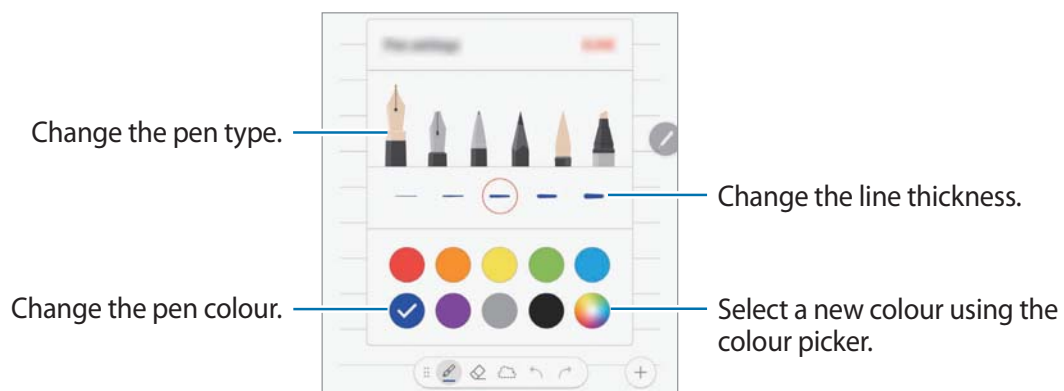 Change the pen type.
Change the line thickness.
Change the pen colour.
Select a new colour using the
colour picker.